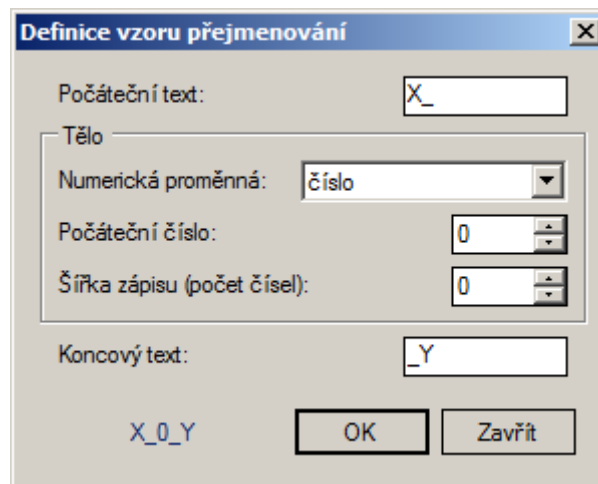 Definice vzoru přejmenování
Počáteční text: X_
Tělo
Numerická proměnná: číslo
Počáteční číslo: 0
Šířka zápisu (počet čísel): 0
Koncový text: _Y
X_0_Y OK Zavřít